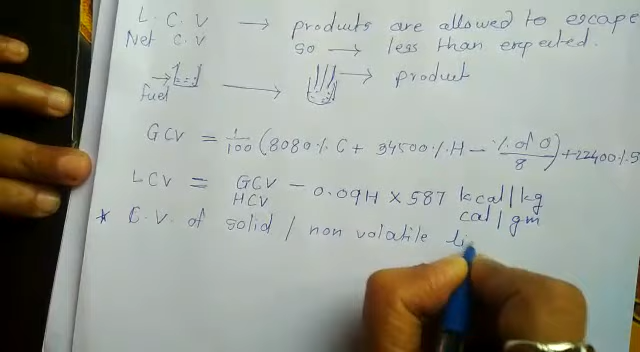 L. C. V → products are allowed to escape
Net C. V so → less than expected.
Fuel → product
GCV = 1/100 (8080 % C + 34500 % H - % of O/8) + 22400 % S
LCV = GCV - 0.09H × 587 kcal/kg
HCV cal/gm
* C.V. of solid / non volatile li